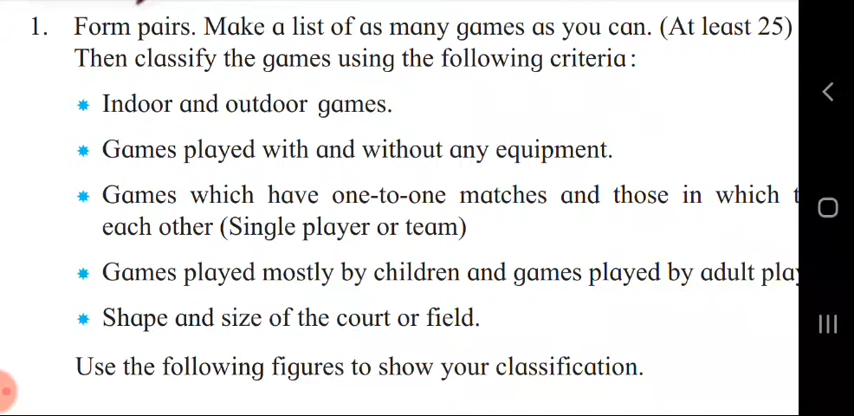 1. Form pairs. Make a list of as many games as you can. (At least 25)
Then classify the games using the following criteria:
* Indoor and outdoor games.
* Games played with and without any equipment.
* Games which have one-to-one matches and those in which
each other (Single player or team)
* Games played mostly by children and games played by adult
* Shape and size of the court or field.
Use the following figures to show your classification.